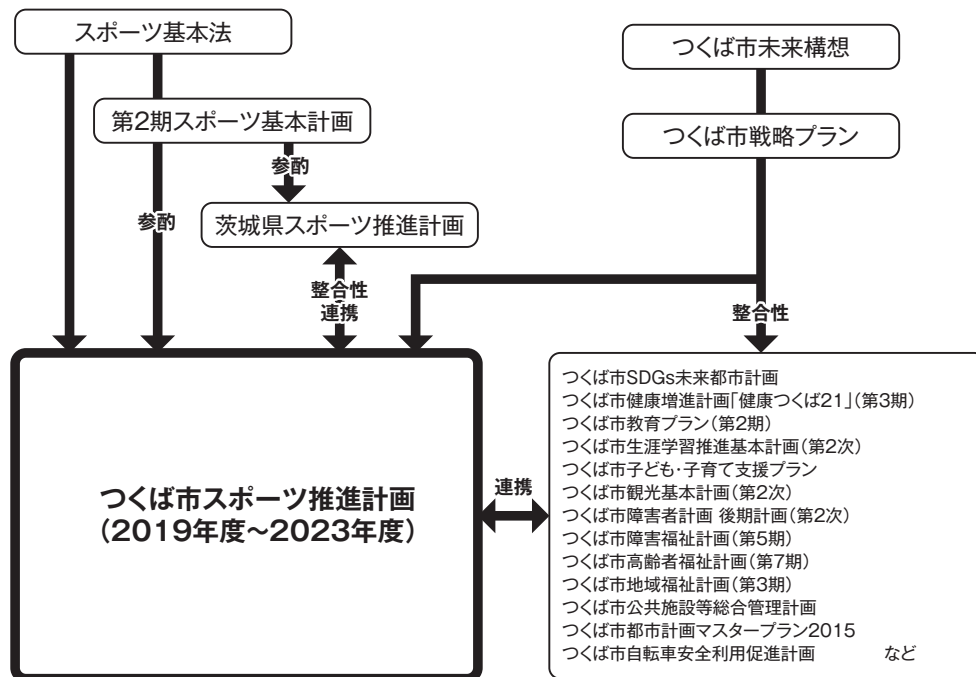 スポーツ基本法
つくば市未来構想
第2期スポーツ基本計画
つくば市戦略プラン
参酌
参酌
茨城県スポーツ推進計画
整合性
連携
整合性
つくば市スポーツ推進計画
（2019年度～2023年度）
連携
つくば市SDGs未来都市計画
つくば市健康増進計画「健康つくば21」（第3期）
つくば市教育プラン（第2期）
つくば市生涯学習推進基本計画（第2次）
つくば市子ども・子育て支援プラン
つくば市観光基本計画（第2次）
つくば市障害者計画 後期計画（第2次）
つくば市障害福祉計画（第5期）
つくば市高齢者福祉計画（第7期）
つくば市地域福祉計画（第3期）
つくば市公共施設等総合管理計画
つくば市都市計画マスタープラン2015
つくば市自転車安全利用促進計画 など